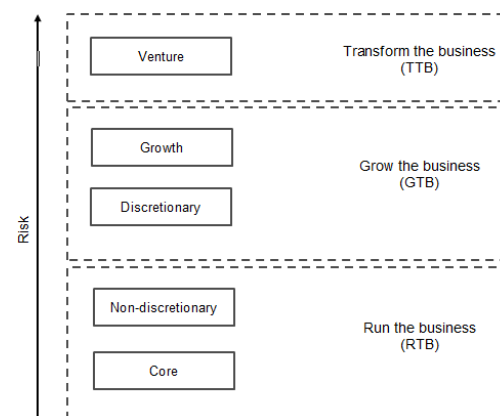 Venture
Transform the business
(TTB)
Growth
Grow the business
(GTB)
Discretionary
Risk
Non-discretionary
Run the business
(RTB)
Core